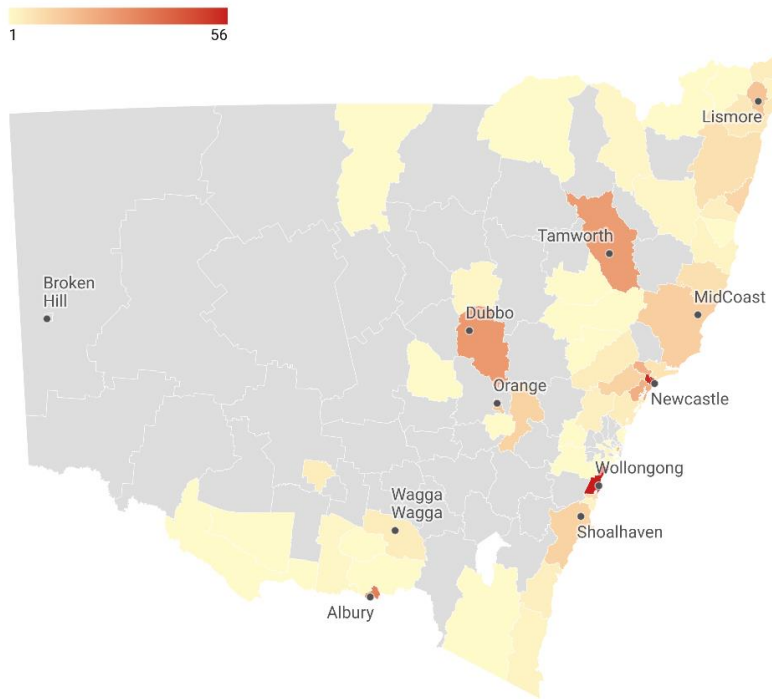 1 56
Lismore
Tamworth
Broken
Hill
MidCoast
Dubbo
Orange
Newcastle
Wollongong
Wagga
Wagga
Shoalhaven
Albury